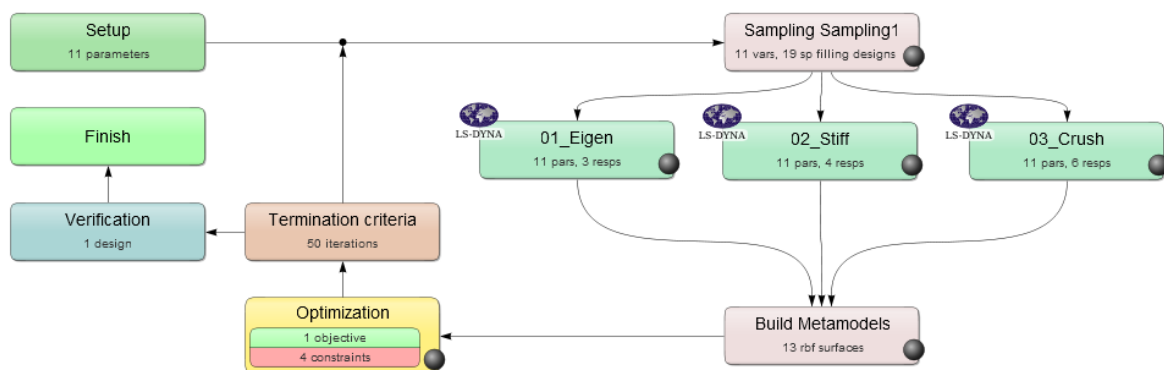 Setup
11 parameters
Sampling Sampling1
11 vars, 19 sp filling designs
Finish
LS-DYNA
01_Eigen
11 pars, 3 resps
LS-DYNA
02_Stiff
11 pars, 4 resps
LS-DYNA
03_Crush
11 pars, 6 resps
Verification
1 design
Termination criteria
50 iterations
Optimization
1 objective
4 constraints
Build Metamodels
13 rbf surfaces